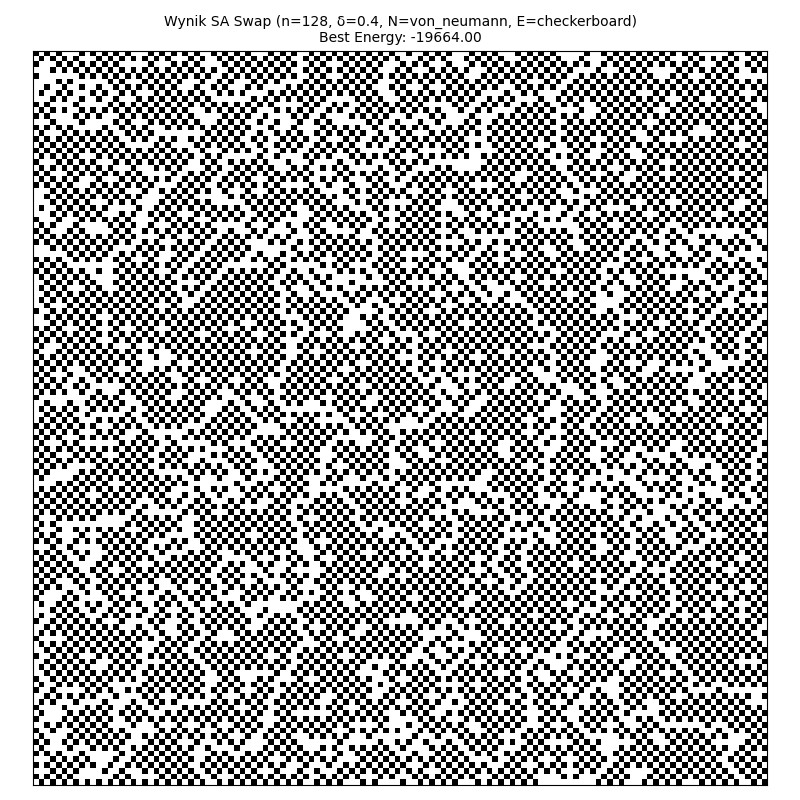 Wynik SA Swap (n=128, δ=0.4, N=von_neumann, E=checkerboard)
Best Energy: -19664.00